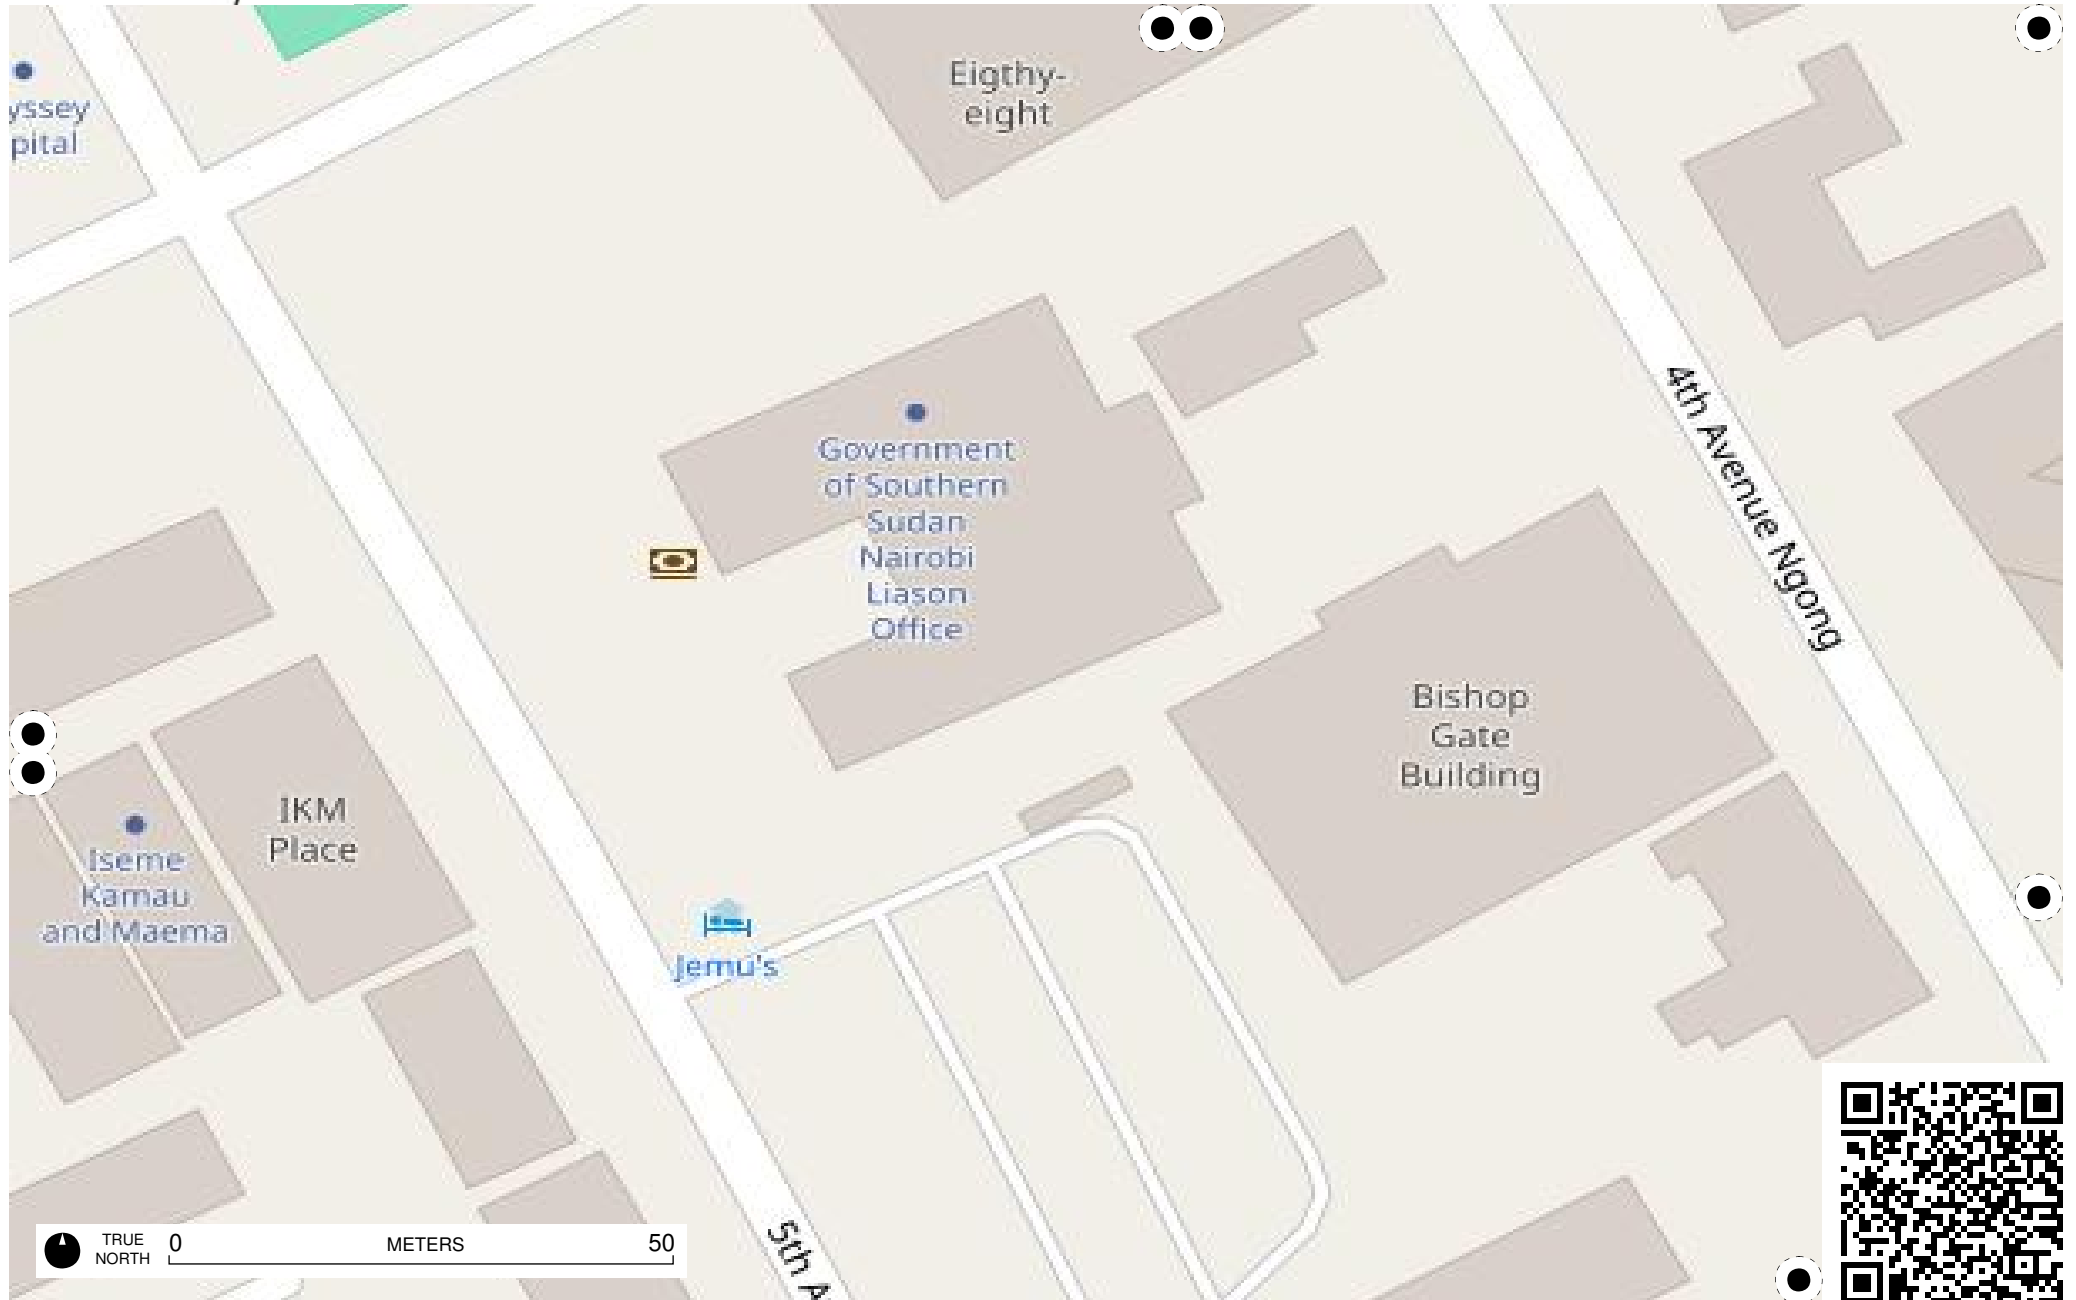 Eigthy-
eight
yssey
pital
Government
of Southern
Sudan
Nairobi
Liason
Office
4th Avenue Ngong
Bishop
Gate
Building
IKM
Place
Iseme
Kamau
and Maema
Jemu's
5th A
TRUE
NORTH
0 METERS 50